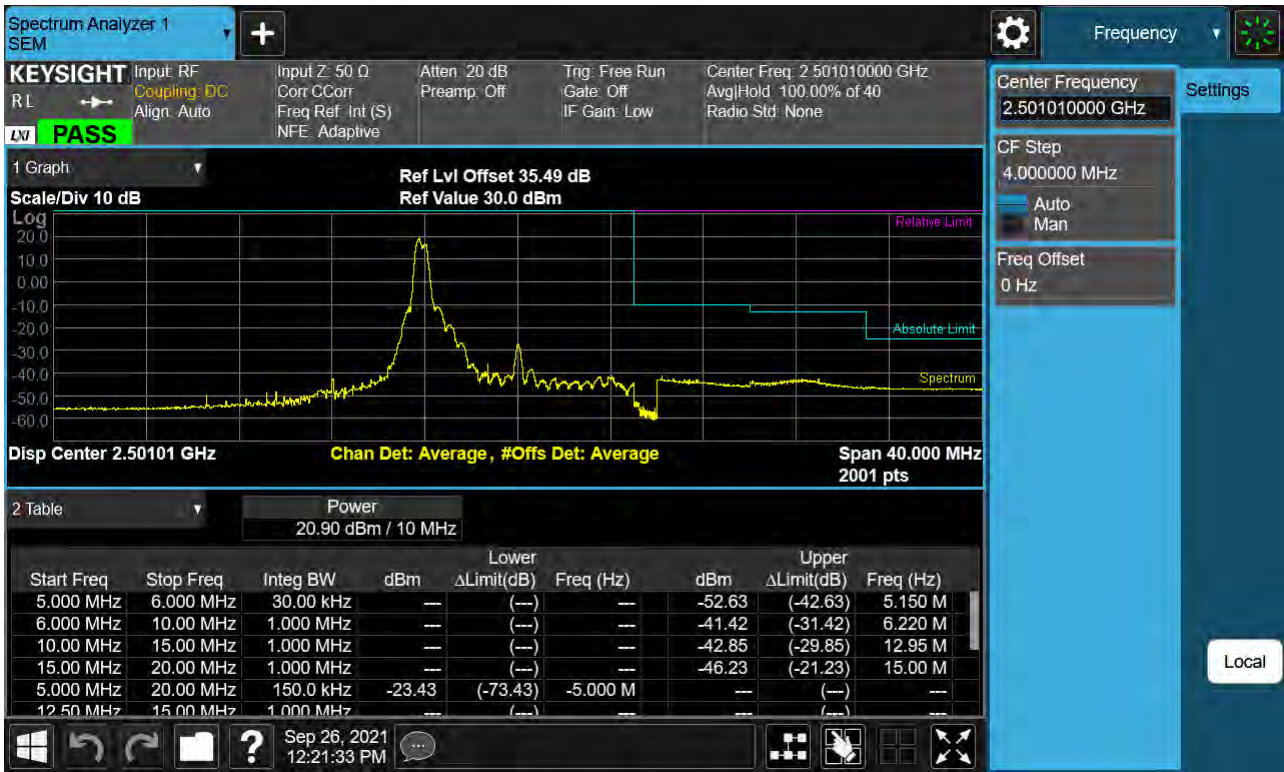 Spectrum Analyzer 1
SEM
+
Frequency
KEYSIGHT
RL
LXI
PASS
Input: RF
Coupling: DC
Align: Auto
Input Z: 50 Ω
Corr CCorr
Freq Ref: Int (S)
NFE: Adaptive
Atten: 20 dB
Preamp: Off
Trig: Free Run
Gate: Off
IF Gain: Low
Center Freq: 2.501010000 GHz
Avg|Hold: 100.00% of 40
Radio Std: None
Center Frequency
2.501010000 GHz
Settings
CF Step
4.000000 MHz
Auto
Man
Freq Offset
0 Hz
Local
1 Graph
Scale/Div 10 dB
Ref Lvl Offset 35.49 dB
Ref Value 30.0 dBm
Log
20.0
10.0
0.00
-10.0
-20.0
-30.0
-40.0
-50.0
-60.0
Relative Limit
Absolute Limit
Spectrum
Disp Center 2.50101 GHz
Chan Det: Average, #Offs Det: Average
Span 40.000 MHz
2001 pts
2 Table
Power
20.90 dBm / 10 MHz
Lower Upper
Start Freq Stop Freq Integ BW dBm ΔLimit(dB) Freq (Hz) dBm ΔLimit(dB) Freq (Hz)
5.000 MHz 6.000 MHz 30.00 kHz --- (---) --- -52.63 (-42.63) 5.150 M
6.000 MHz 10.00 MHz 1.000 MHz --- (---) --- -41.42 (-31.42) 6.220 M
10.00 MHz 15.00 MHz 1.000 MHz --- (---) --- -42.85 (-29.85) 12.95 M
15.00 MHz 20.00 MHz 1.000 MHz --- (---) --- -46.23 (-21.23) 15.00 M
5.000 MHz 20.00 MHz 150.0 kHz -23.43 (-73.43) -5.000 M --- (---) ---
12.50 MHz 15.00 MHz 1.000 MHz --- (---) --- --- (---) ---
?
Sep 26, 2021
12:21:33 PM